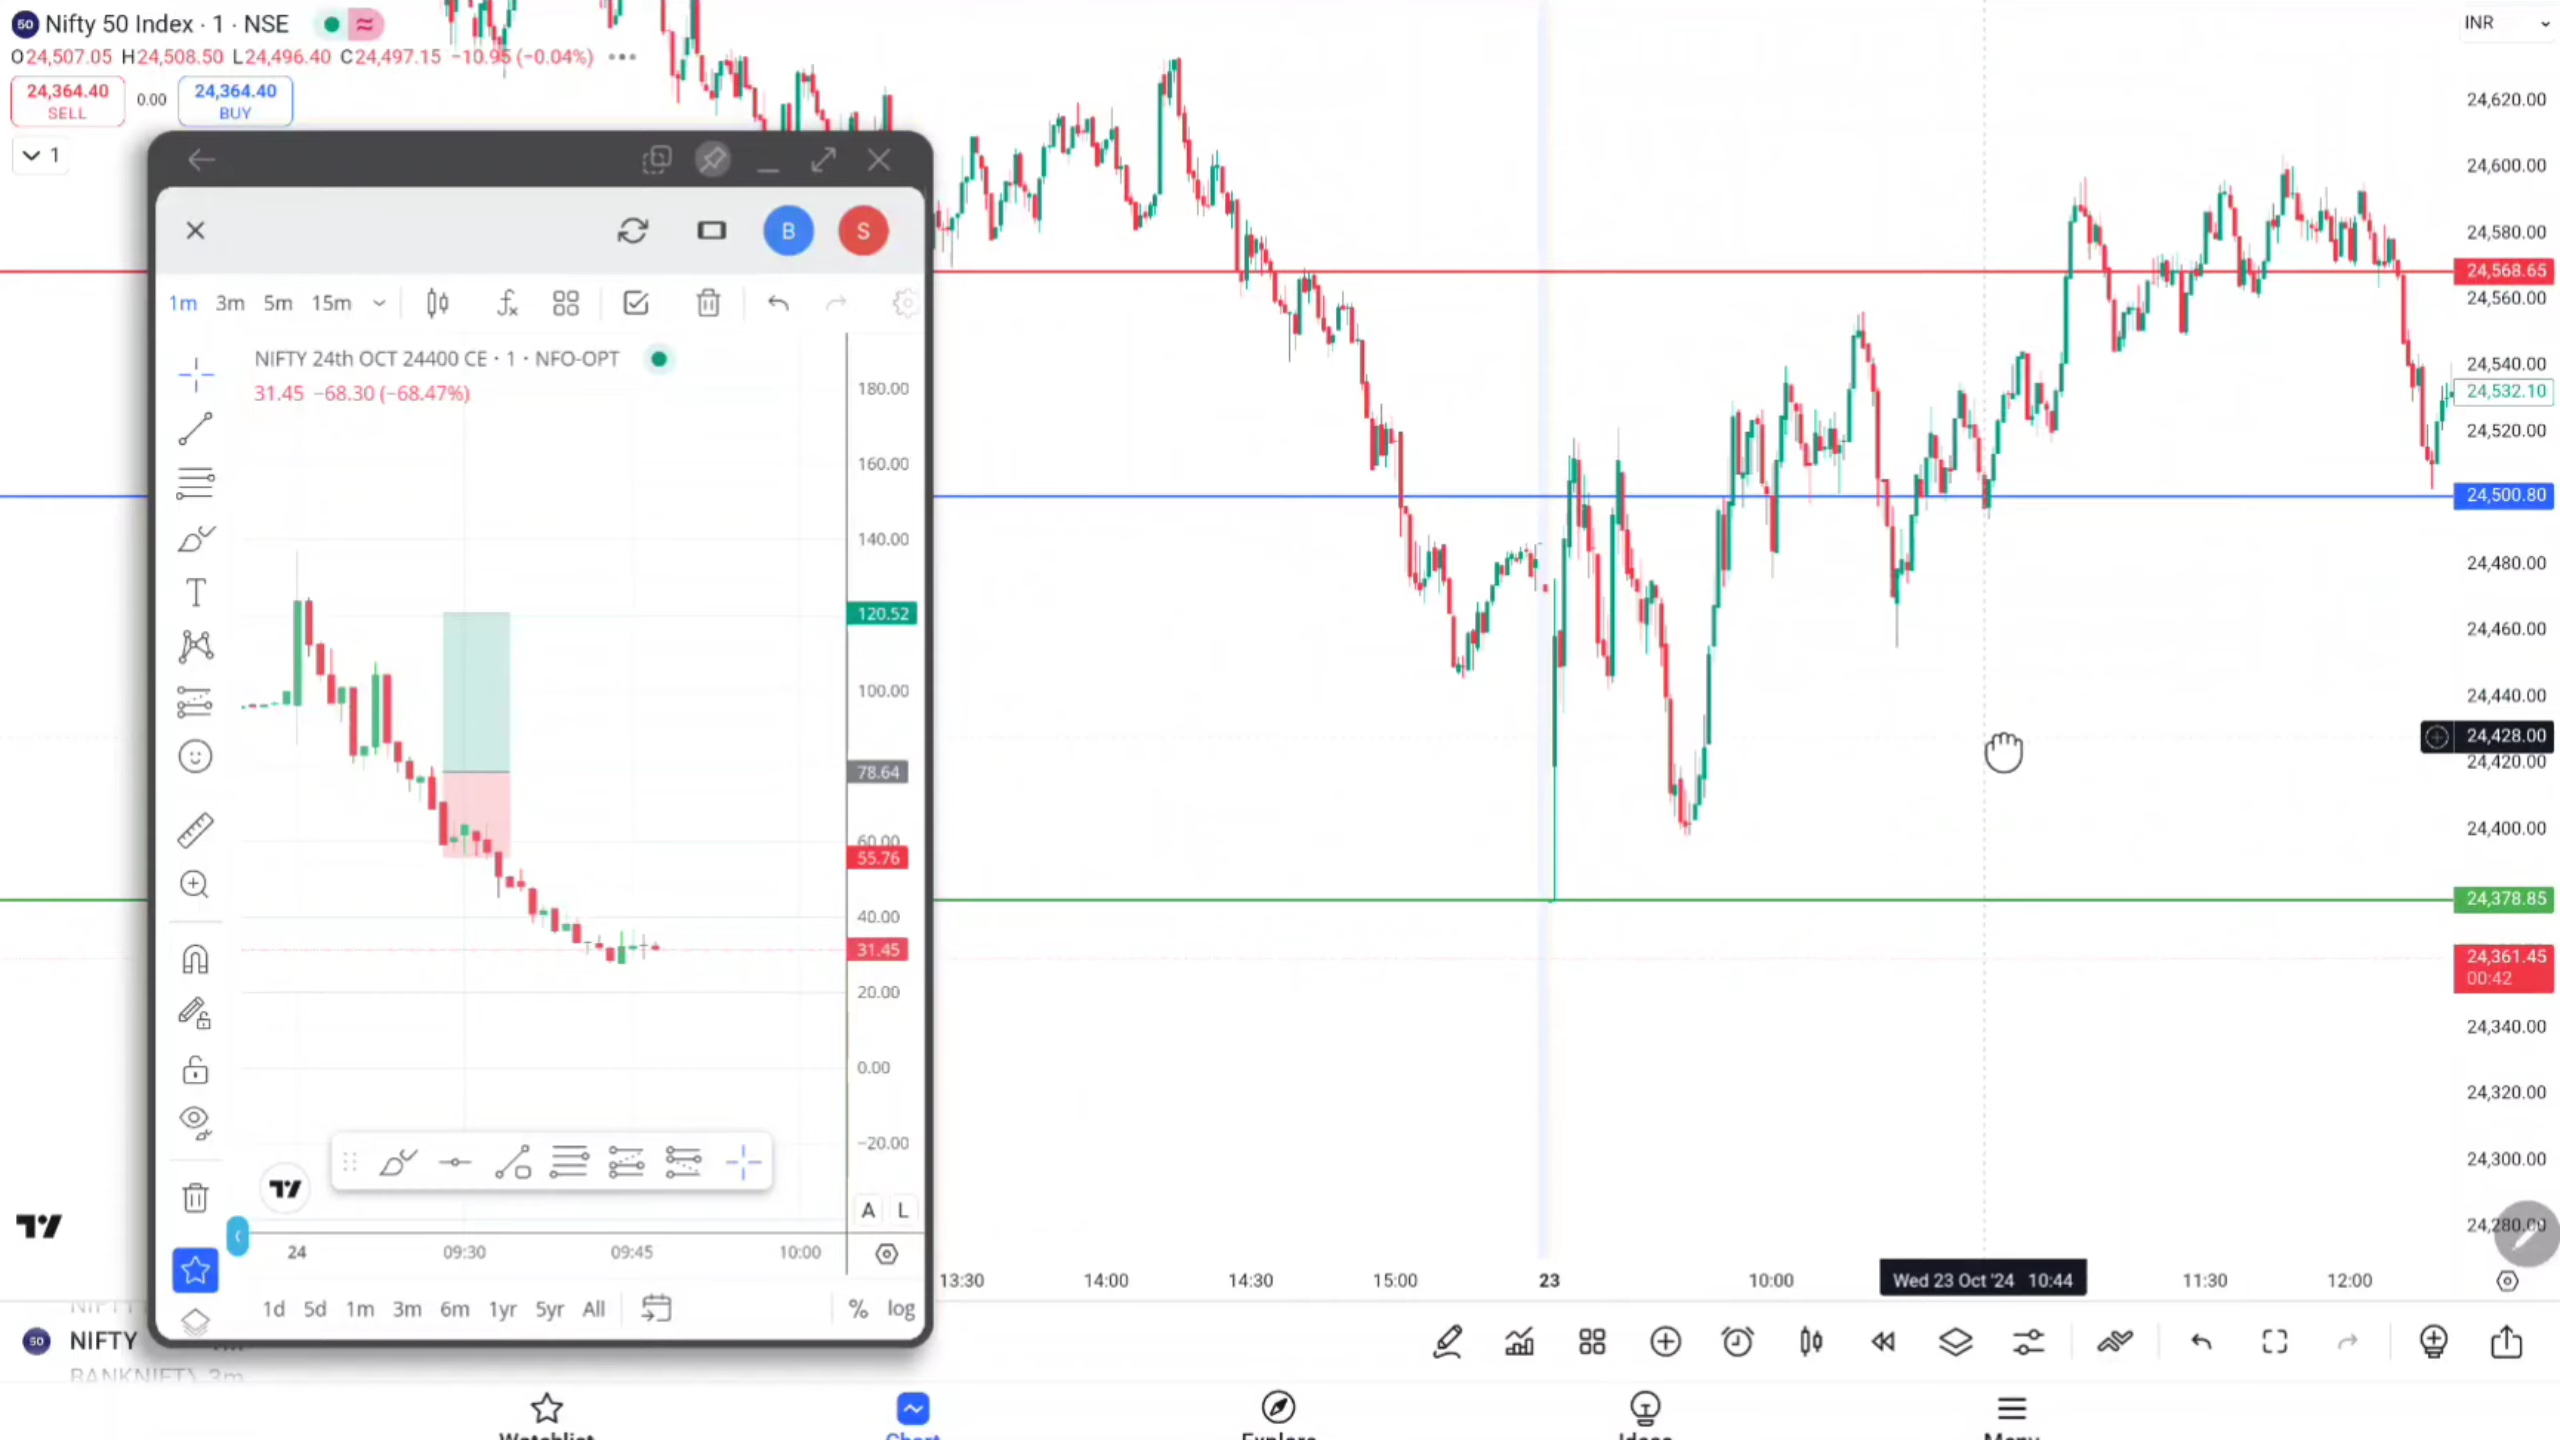 50 Nifty 50 Index · 1 · NSE
O24,507.05 H24,508.50 L24,496.40 C24,497.15 −10.95 (−0.04%)
24,364.40
SELL
0.00
24,364.40
BUY
1
B
S
1m 3m 5m 15m
NIFTY 24th OCT 24400 CE · 1 · NFO-OPT
31.45 −68.30 (−68.47%)
180.00
160.00
140.00
120.52
100.00
78.64
60.00
55.76
40.00
31.45
20.00
0.00
−20.00
A L
24 09:30 09:45 10:00
1d 5d 1m 3m 6m 1yr 5yr All % log
INR
24,620.00
24,600.00
24,580.00
24,568.65
24,560.00
24,540.00
24,532.10
24,520.00
24,500.80
24,480.00
24,460.00
24,440.00
24,428.00
24,420.00
24,400.00
24,378.85
24,361.45
00:42
24,340.00
24,320.00
24,300.00
24,280.00
13:30 14:00 14:30 15:00 23 10:00 Wed 23 Oct '24 10:44 11:30 12:00
50 NIFTY
BANKNIFTY 3m
Watchlist Chart Explore Ideas Menu